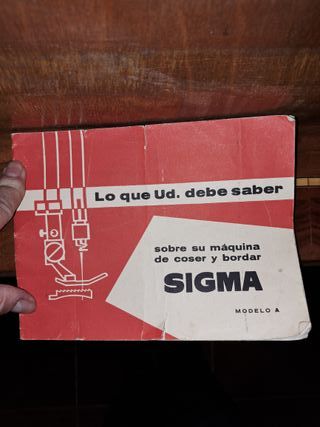 Lo que Ud. debe saber
sobre su máquina
de coser y bordar
SIGMA
MODELO A